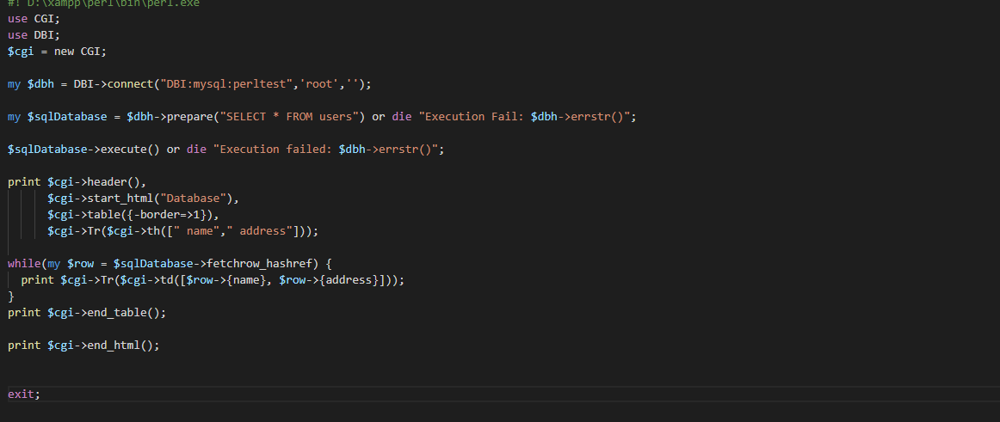 #! D:\xampp\perl\bin\perl.exe
use CGI;
use DBI;
$cgi = new CGI;
my $dbh = DBI->connect("DBI:mysql:perltest",'root','');
my $sqlDatabase = $dbh->prepare("SELECT * FROM users") or die "Execution Fail: $dbh->errstr()";
$sqlDatabase->execute() or die "Execution failed: $dbh->errstr()";
print $cgi->header(),
$cgi->start_html("Database"),
$cgi->table({-border=>1}),
$cgi->Tr($cgi->th([" name"," address"]));
while(my $row = $sqlDatabase->fetchrow_hashref) {
print $cgi->Tr($cgi->td([$row->{name}, $row->{address}]));
}
print $cgi->end_table();
print $cgi->end_html();
exit;